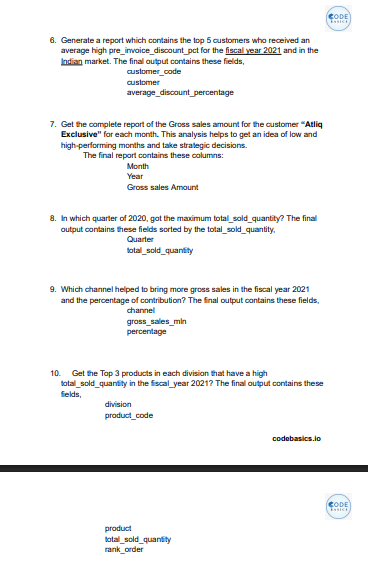 CODE
BASICS
6. Generate a report which contains the top 5 customers who received an
average high pre_invoice_discount_pct for the fiscal year 2021 and in the
Indian market. The final output contains these fields,
customer_code
customer
average_discount_percentage
7. Get the complete report of the Gross sales amount for the customer “Atliq
Exclusive” for each month. This analysis helps to get an idea of low and
high-performing months and take strategic decisions.
The final report contains these columns:
Month
Year
Gross sales Amount
8. In which quarter of 2020, got the maximum total_sold_quantity? The final
output contains these fields sorted by the total_sold_quantity,
Quarter
total_sold_quantity
9. Which channel helped to bring more gross sales in the fiscal year 2021
and the percentage of contribution? The final output contains these fields,
channel
gross_sales_mln
percentage
10. Get the Top 3 products in each division that have a high
total_sold_quantity in the fiscal_year 2021? The final output contains these
fields,
division
product_code
codebasics.io
CODE
BASICS
product
total_sold_quantity
rank_order